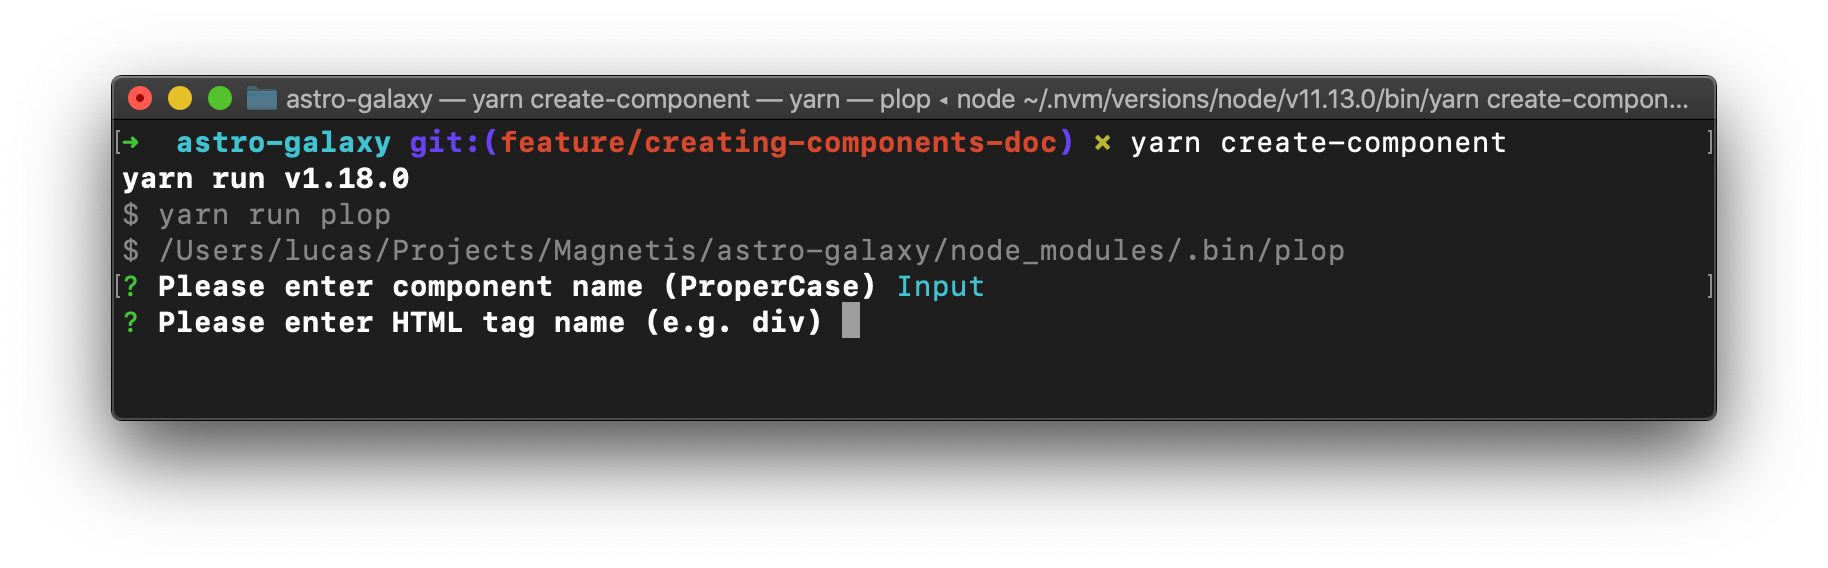 astro-galaxy — yarn create-component — yarn — plop ◂ node ~/.nvm/versions/node/v11.13.0/bin/yarn create-compon...
[➜  astro-galaxy git:(feature/creating-components-doc) ✗ yarn create-component ]
yarn run v1.18.0
$ yarn run plop
$ /Users/lucas/Projects/Magnetis/astro-galaxy/node_modules/.bin/plop
[? Please enter component name (ProperCase) Input ]
? Please enter HTML tag name (e.g. div)